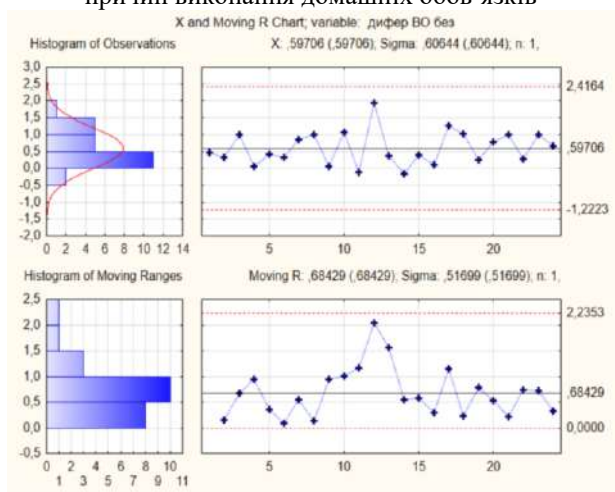 причин виконання домашніх обов'язків
X and Moving R Chart; variable: дифер ВО без
Histogram of Observations
X: ,59706 (,59706); Sigma: ,60644 (,60644); n: 1,
3,0
2,5
2,0
1,5
1,0
0,5
0,0
-0,5
-1,0
-1,5
-2,0
0 2 4 6 8 10 12 14
2,4164
,59706
-1,2223
5 10 15 20
Histogram of Moving Ranges
Moving R: ,68429 (,68429); Sigma: ,51699 (,51699); n: 1,
2,5
2,0
1,5
1,0
0,5
0,0
-0,5
0 2 4 6 8 10
1 3 5 7 9 11
2,2353
,68429
0,0000
5 10 15 20